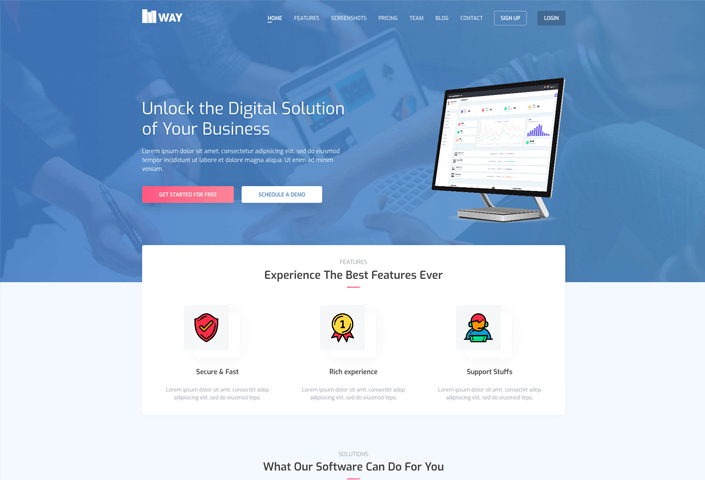 WAY
HOME FEATURES SCREENSHOTS PRICING TEAM BLOG CONTACT SIGN UP LOGIN
Unlock the Digital Solution
of Your Business
Lorem ipsum dolor sit amet, consectetur adipisicing elit, sed do eiusmod
tempor incididunt ut labore et dolore magna aliqua. Ut enim ad minim
veniam.
GET STARTED FOR FREE SCHEDULE A DEMO
FEATURES
Experience The Best Features Ever
1
Secure & Fast Rich experience Support Stuffs
Lorem ipsum dolor sit amet, consectet adop Lorem ipsum dolor sit amet, consectet adop Lorem ipsum dolor sit amet, consectet adop
adipisicing elit, sed do eiusmod tepo. adipisicing elit, sed do eiusmod tepo. adipisicing elit, sed do eiusmod tepo.
SOLUTIONS
What Our Software Can Do For You